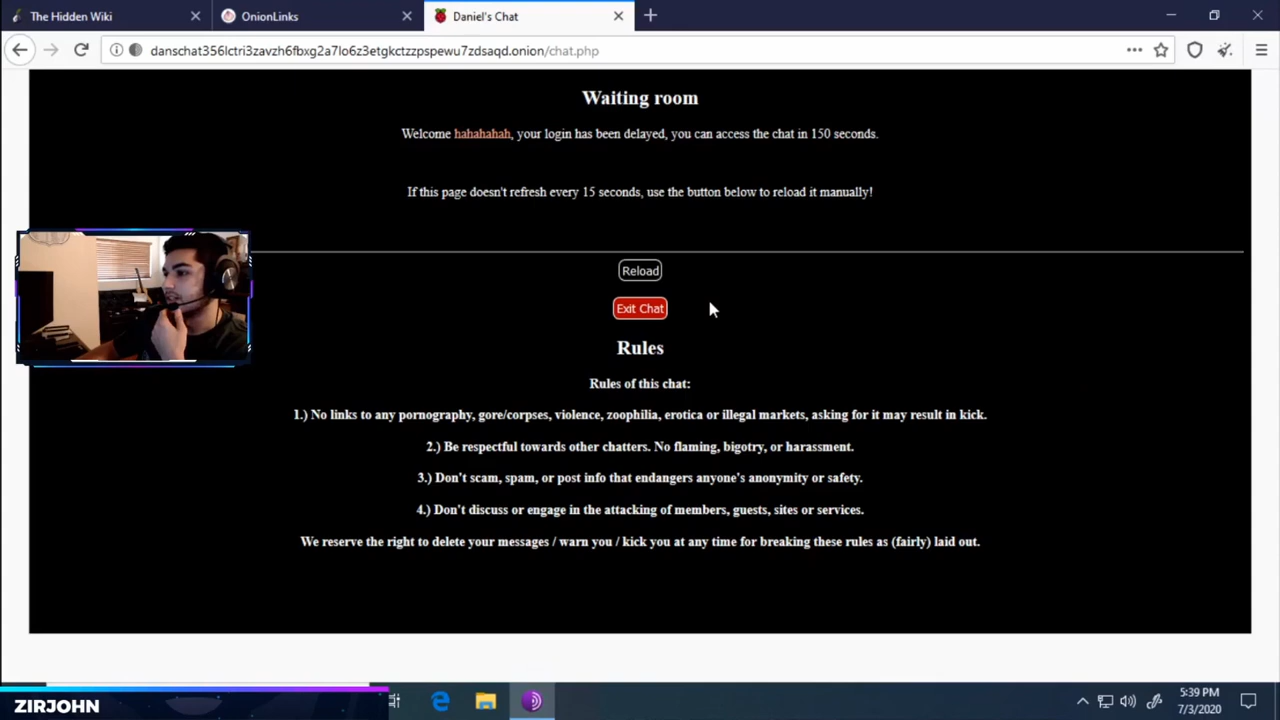 The Hidden Wiki
OnionLinks
Daniel's Chat
danschat356lctri3zavzh6fbxg2a7lo6z3etgkctzzpspewu7zdsaqd.onion/chat.php
Waiting room
Welcome hahahahah, your login has been delayed, you can access the chat in 150 seconds.
If this page doesn't refresh every 15 seconds, use the button below to reload it manually!
Reload
Exit Chat
Rules
Rules of this chat:
1.) No links to any pornography, gore/corpses, violence, zoophilia, erotica or illegal markets, asking for it may result in kick.
2.) Be respectful towards other chatters. No flaming, bigotry, or harassment.
3.) Don't scam, spam, or post info that endangers anyone's anonymity or safety.
4.) Don't discuss or engage in the attacking of members, guests, sites or services.
We reserve the right to delete your messages / warn you / kick you at any time for breaking these rules as (fairly) laid out.
ZIRJOHN
5:39 PM
7/3/2020